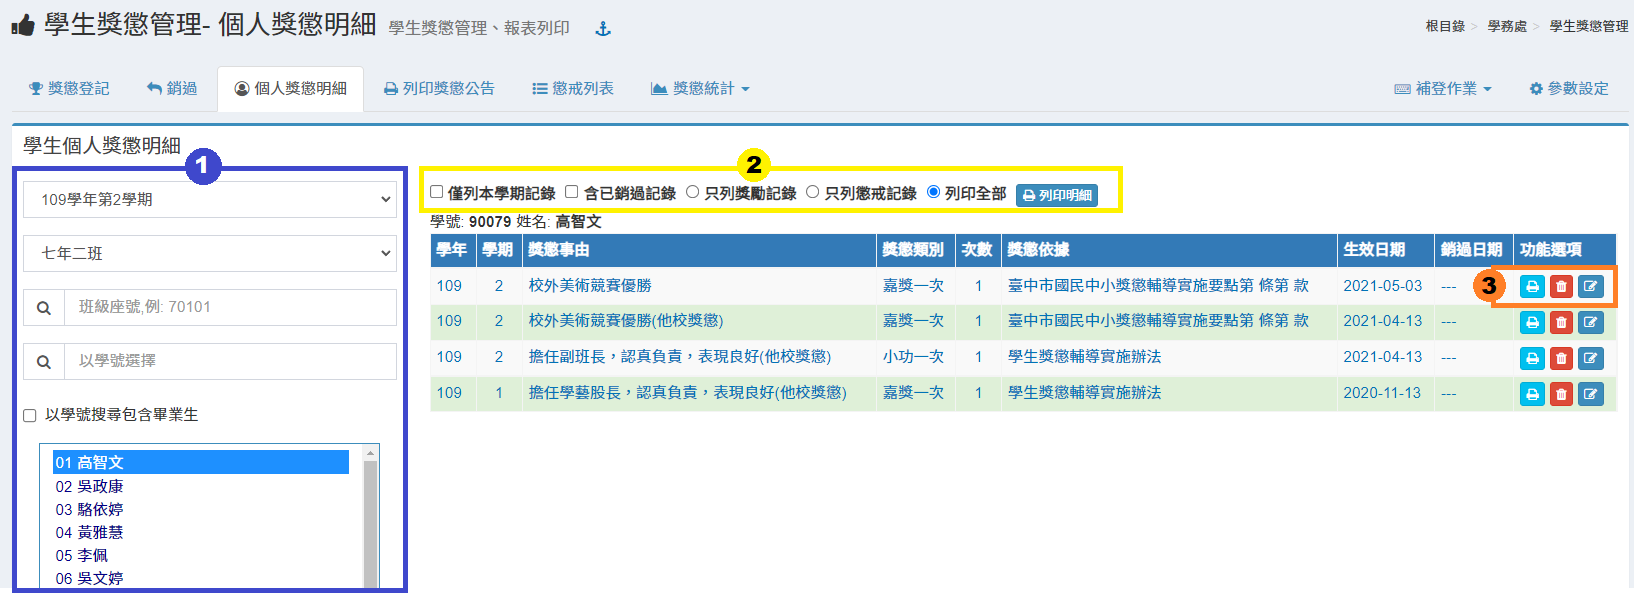 學生獎懲管理- 個人獎懲明細 學生獎懲管理、報表列印
根目錄 > 學務處 > 學生獎懲管理
獎懲登記 銷過 個人獎懲明細 列印獎懲公告 懲戒列表 獎懲統計 補登作業 參數設定
學生個人獎懲明細
1
109學年第2學期
七年二班
班級座號,例: 70101
以學號選擇
以學號搜尋包含畢業生
01 高智文
02 吳政康
03 駱依婷
04 黃雅慧
05 李佩
06 吳文婷
2
僅列本學期記錄 含已銷過記錄 只列獎勵記錄 只列懲戒記錄 列印全部 列印明細
學號: 90079 姓名: 高智文
學年 學期 獎懲事由 獎懲類別 次數 獎懲依據 生效日期 銷過日期 功能選項
109 2 校外美術競賽優勝 嘉獎一次 1 臺中市國民中小獎懲輔導實施要點第 條第 款 2021-05-03 --- 3
109 2 校外美術競賽優勝(他校獎懲) 嘉獎一次 1 臺中市國民中小獎懲輔導實施要點第 條第 款 2021-04-13 ---
109 2 擔任副班長，認真負責，表現良好(他校獎懲) 小功一次 1 學生獎懲輔導實施辦法 2021-04-13 ---
109 1 擔任學藝股長，認真負責，表現良好(他校獎懲) 嘉獎一次 1 學生獎懲輔導實施辦法 2020-11-13 ---